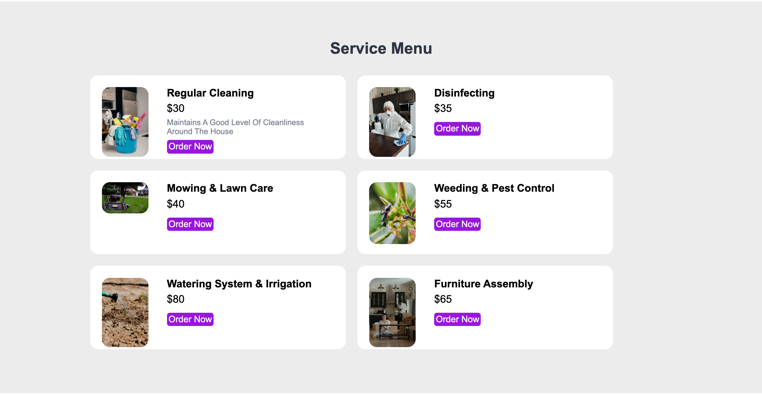 Service Menu
Regular Cleaning
$30
Maintains A Good Level Of Cleanliness
Around The House
Order Now
Disinfecting
$35
Order Now
Mowing & Lawn Care
$40
Order Now
Weeding & Pest Control
$55
Order Now
Watering System & Irrigation
$80
Order Now
Furniture Assembly
$65
Order Now